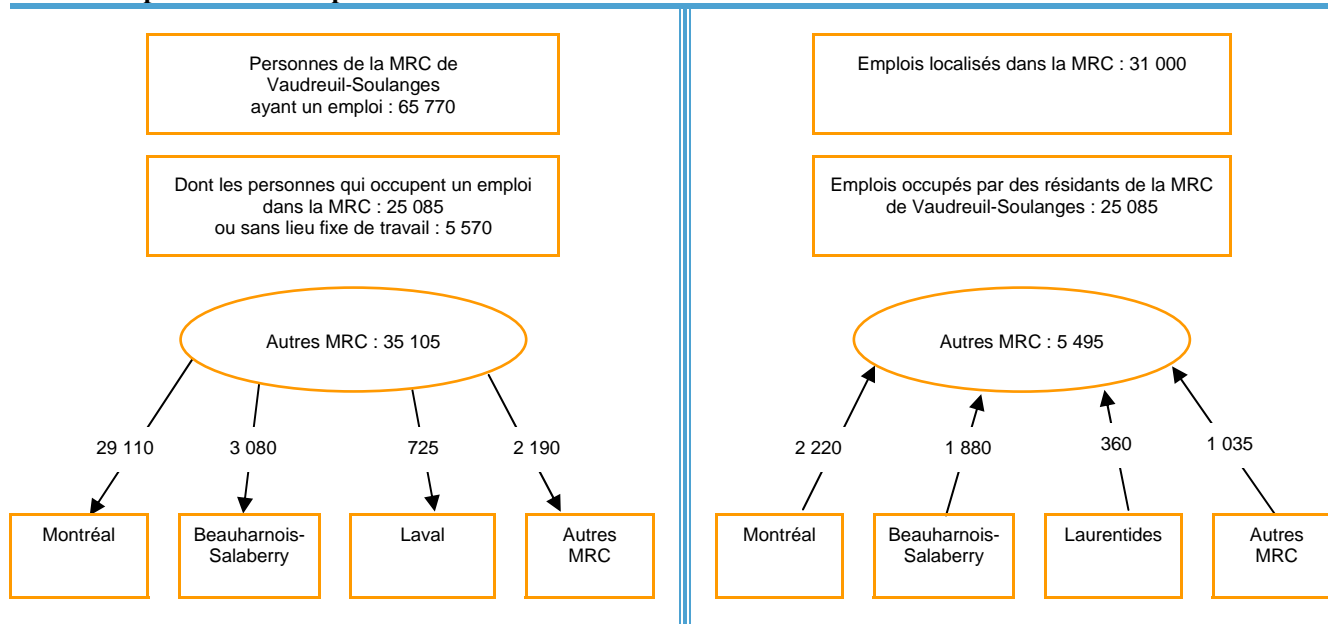 Personnes de la MRC de
Vaudreuil-Soulanges
ayant un emploi : 65 770
Dont les personnes qui occupent un emploi
dans la MRC : 25 085
ou sans lieu fixe de travail : 5 570
Autres MRC : 35 105
29 110
3 080
725
2 190
Montréal
Beauharnois-
Salaberry
Laval
Autres
MRC
Emplois localisés dans la MRC : 31 000
Emplois occupés par des résidants de la MRC
de Vaudreuil-Soulanges : 25 085
Autres MRC : 5 495
2 220
1 880
360
1 035
Montréal
Beauharnois-
Salaberry
Laurentides
Autres
MRC